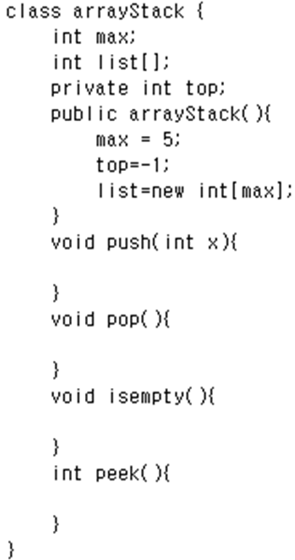 class arrayStack {
    int max;
    int list[];
    private int top;
    public arrayStack(){
        max = 5;
        top=-1;
        list=new int[max];
    }
    void push(int x){

    }
    void pop(){

    }
    void isempty(){

    }
    int peek(){

    }
}